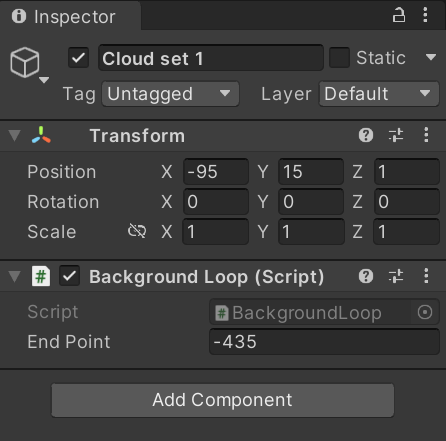 Inspector
Cloud set 1 Static
Tag Untagged Layer Default
Transform
Position X -95 Y 15 Z 1
Rotation X 0 Y 0 Z 0
Scale X 1 Y 1 Z 1
# Background Loop (Script)
Script # BackgroundLoop
End Point -435
Add Component